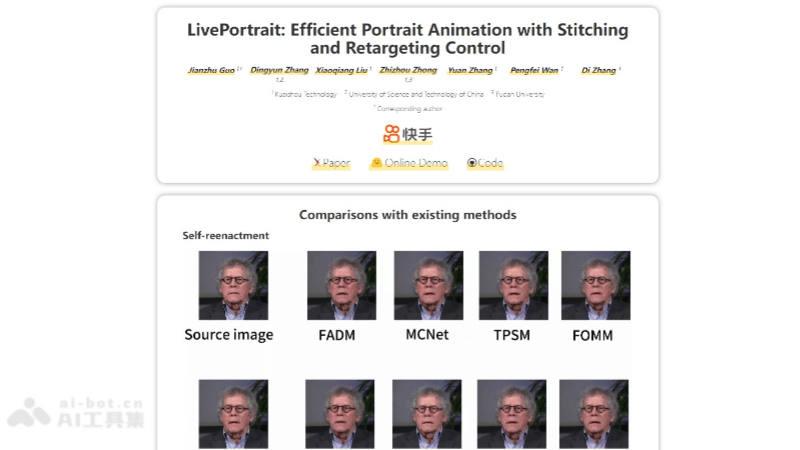 LivePortrait: Efficient Portrait Animation with Stitching
and Retargeting Control
Jianzhu Guo 1† Dingyun Zhang 1,2 Xiaoqiang Liu 1 Zhizhou Zhong 1,3 Yuan Zhang 1 Pengfei Wan 1 Di Zhang 1
1 Kuaishou Technology 2 University of Science and Technology of China 3 Fudan University
Corresponding author
快手
Paper Online Demo Code
Comparisons with existing methods
Self-reenactment
Source image FADM MCNet TPSM FOMM
ai-bot.cn
AI工具集